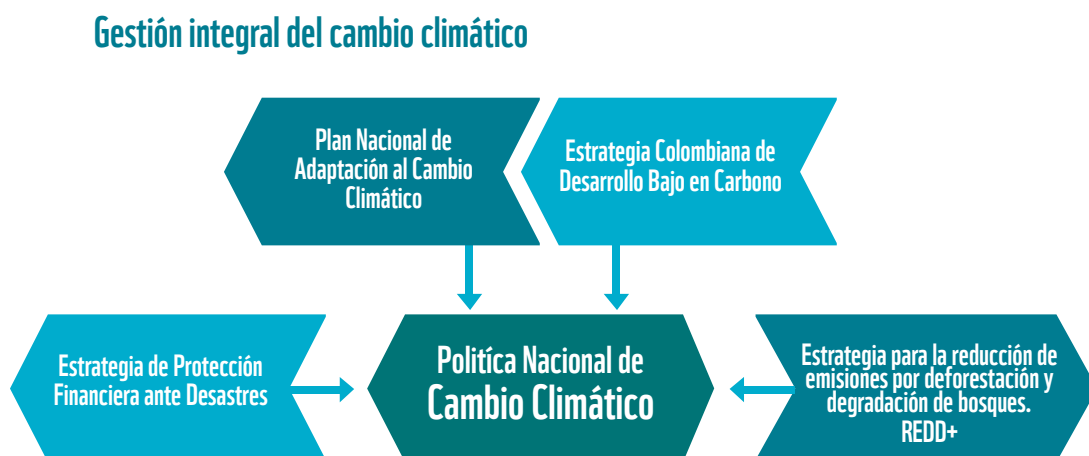 Gestión integral del cambio climático
Plan Nacional de
Adaptación al Cambio
Climático
Estrategia Colombiana de
Desarrollo Bajo en Carbono
Estrategia de Protección
Financiera ante Desastres
Politíca Nacional de
Cambio Climático
Estrategia para la reducción de
emisiones por deforestación y
degradación de bosques.
REDD+